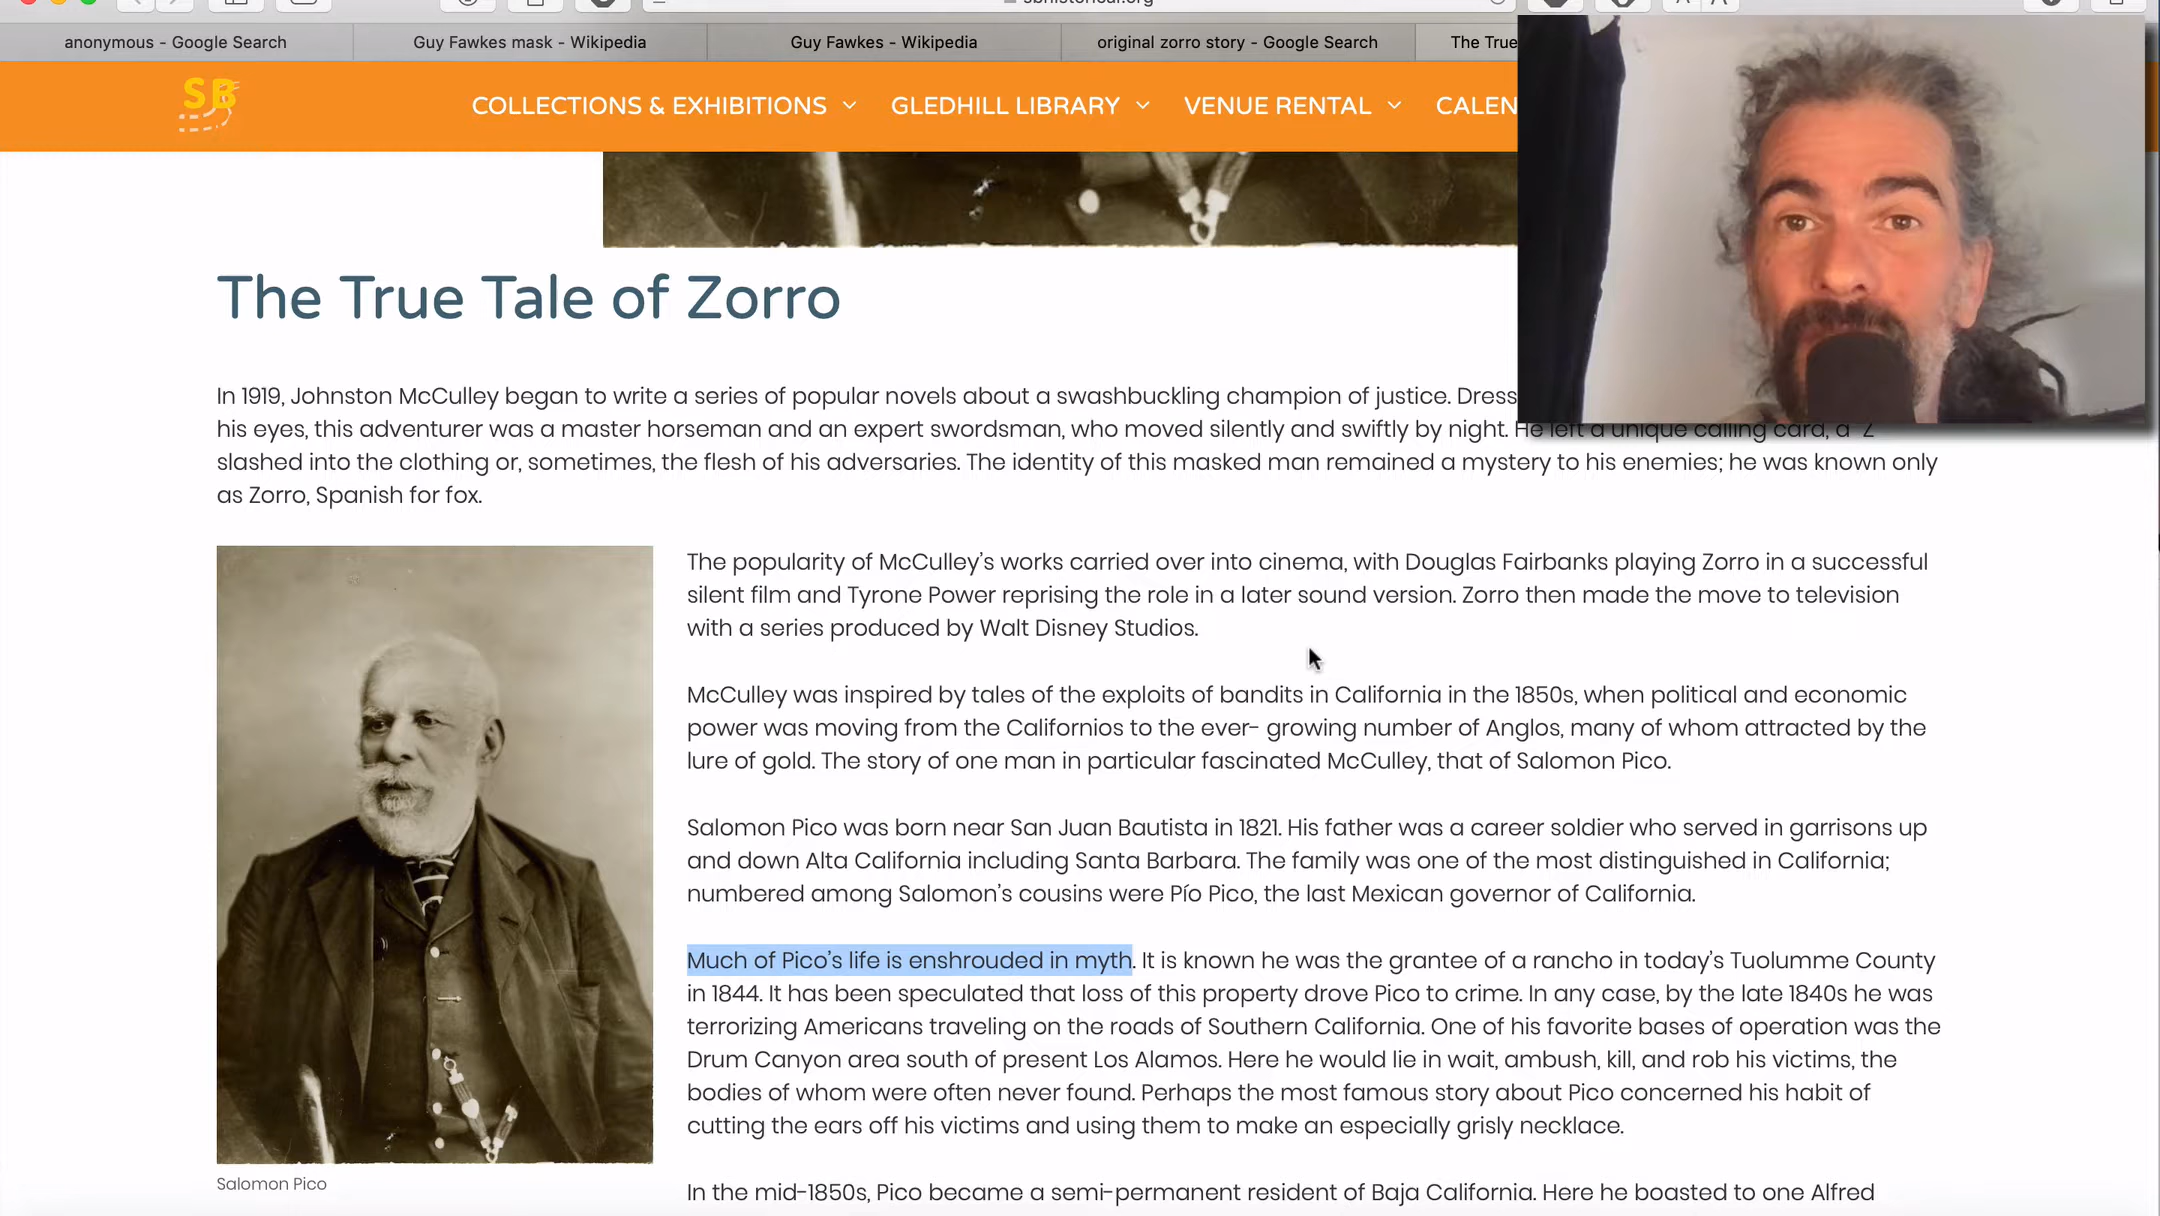 sbhistorical.org
anonymous - Google Search
Guy Fawkes mask - Wikipedia
Guy Fawkes - Wikipedia
original zorro story - Google Search
The True
SB
COLLECTIONS & EXHIBITIONS
GLEDHILL LIBRARY
VENUE RENTAL
CALEN
The True Tale of Zorro
In 1919, Johnston McCulley began to write a series of popular novels about a swashbuckling champion of justice. Dress
his eyes, this adventurer was a master horseman and an expert swordsman, who moved silently and swiftly by night. He left a unique calling card, a "Z"
slashed into the clothing or, sometimes, the flesh of his adversaries. The identity of this masked man remained a mystery to his enemies; he was known only
as Zorro, Spanish for fox.
The popularity of McCulley's works carried over into cinema, with Douglas Fairbanks playing Zorro in a successful
silent film and Tyrone Power reprising the role in a later sound version. Zorro then made the move to television
with a series produced by Walt Disney Studios.
McCulley was inspired by tales of the exploits of bandits in California in the 1850s, when political and economic
power was moving from the Californios to the ever- growing number of Anglos, many of whom attracted by the
lure of gold. The story of one man in particular fascinated McCulley, that of Salomon Pico.
Salomon Pico was born near San Juan Bautista in 1821. His father was a career soldier who served in garrisons up
and down Alta California including Santa Barbara. The family was one of the most distinguished in California;
numbered among Salomon's cousins were Pío Pico, the last Mexican governor of California.
Much of Pico's life is enshrouded in myth. It is known he was the grantee of a rancho in today's Tuolumme County
in 1844. It has been speculated that loss of this property drove Pico to crime. In any case, by the late 1840s he was
terrorizing Americans traveling on the roads of Southern California. One of his favorite bases of operation was the
Drum Canyon area south of present Los Alamos. Here he would lie in wait, ambush, kill, and rob his victims, the
bodies of whom were often never found. Perhaps the most famous story about Pico concerned his habit of
cutting the ears off his victims and using them to make an especially grisly necklace.
Salomon Pico
In the mid-1850s, Pico became a semi-permanent resident of Baja California. Here he boasted to one Alfred